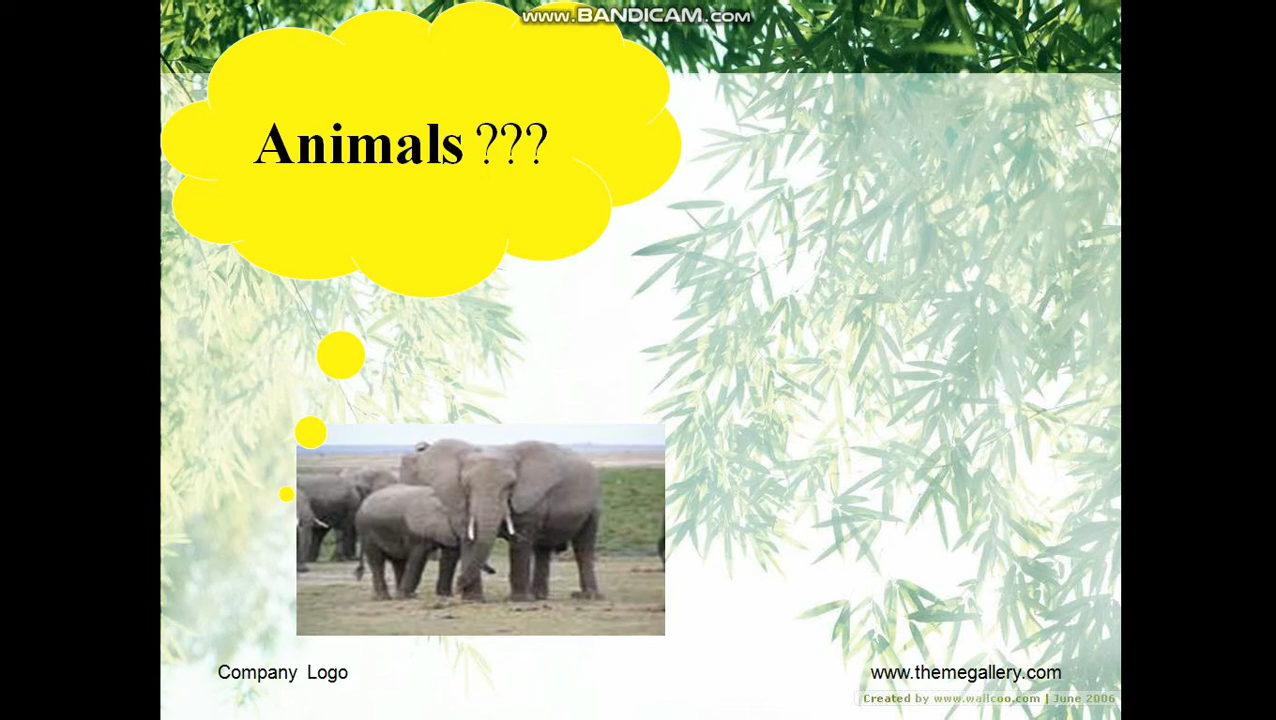 www.BANDICAM.com
Animals ???
Company Logo
www.themegallery.com
Created by www.wallcoo.com | June 2006